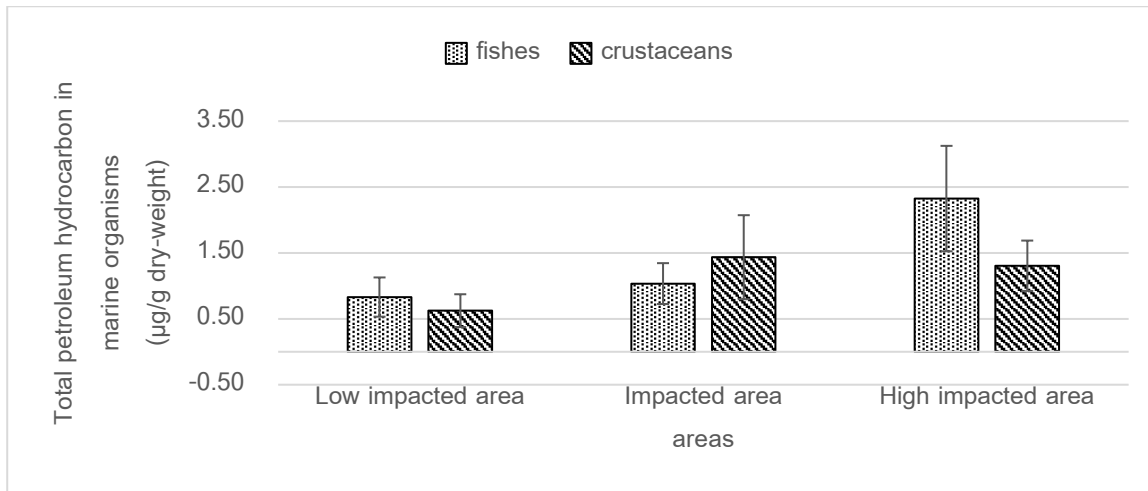 fishes crustaceans
Total petroleum hydrocarbon in
marine organisms
(µg/g dry-weight)
3.50
2.50
1.50
0.50
-0.50
Low impacted area Impacted area High impacted area
areas